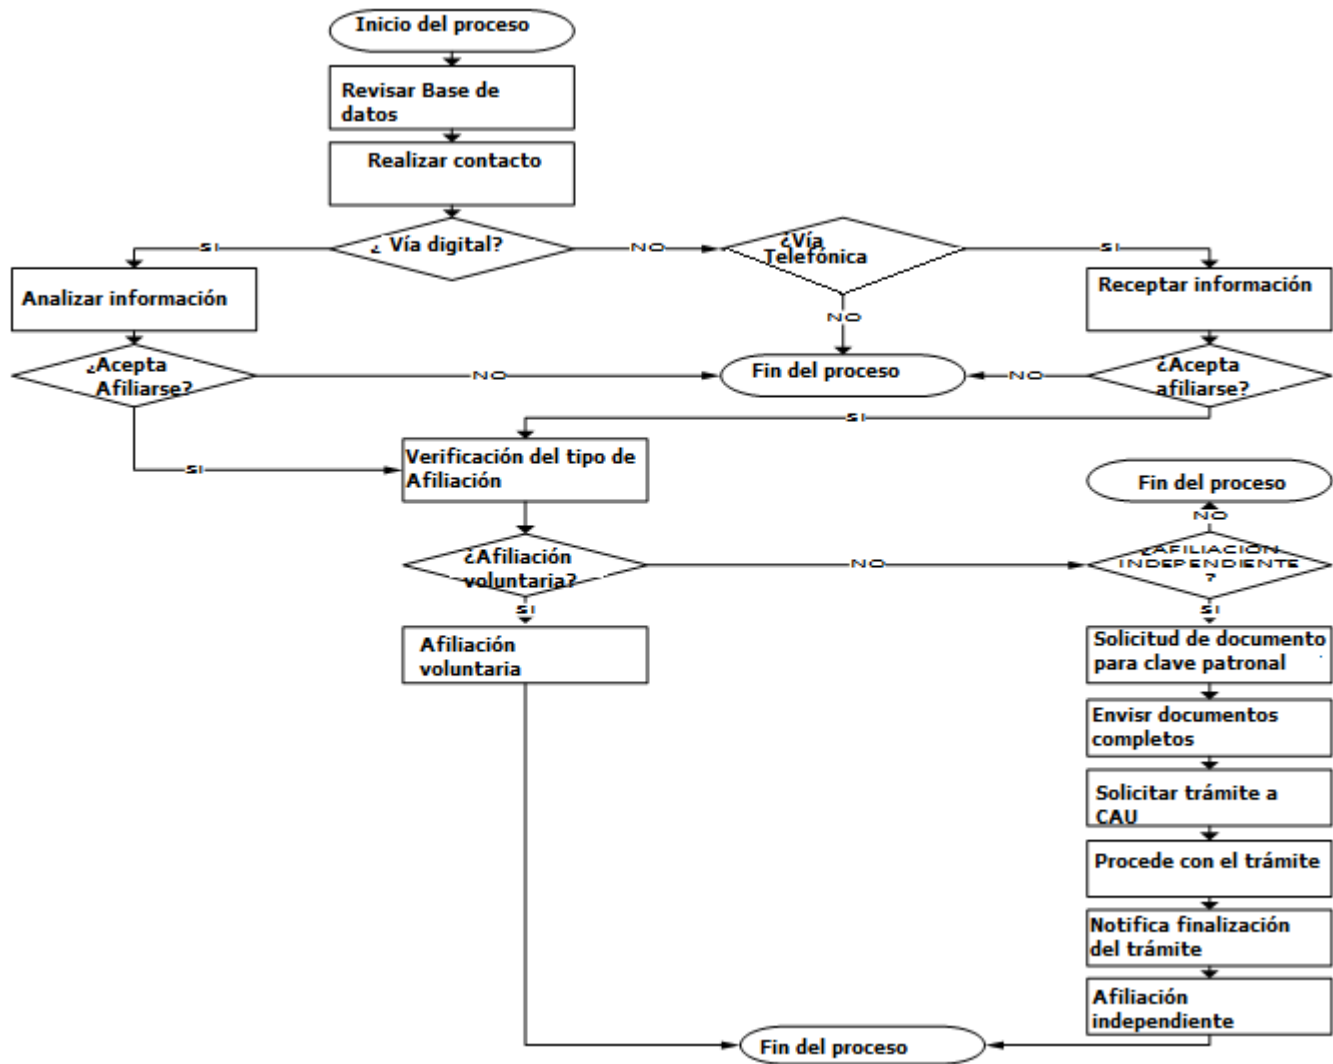 Inicio del proceso
Revisar Base de
datos
Realizar contacto
¿ Vía digital?
SI
NO
¿Vía
Telefónica
SI
NO
Analizar información
Receptar información
¿Acepta
Afiliarse?
NO
Fin del proceso
NO
¿Acepta
afiliarse?
SI
SI
Verificación del tipo de
Afiliación
Fin del proceso
NO
¿Afiliación
voluntaria?
NO
¿AFILIACIÓN
INDEPENDIENTE
?
SI
SI
Afiliación
voluntaria
Solicitud de documento
para clave patronal
Envisr documentos
completos
Solicitar trámite a
CAU
Procede con el trámite
Notifica finalización
del trámite
Afiliación
independiente
Fin del proceso